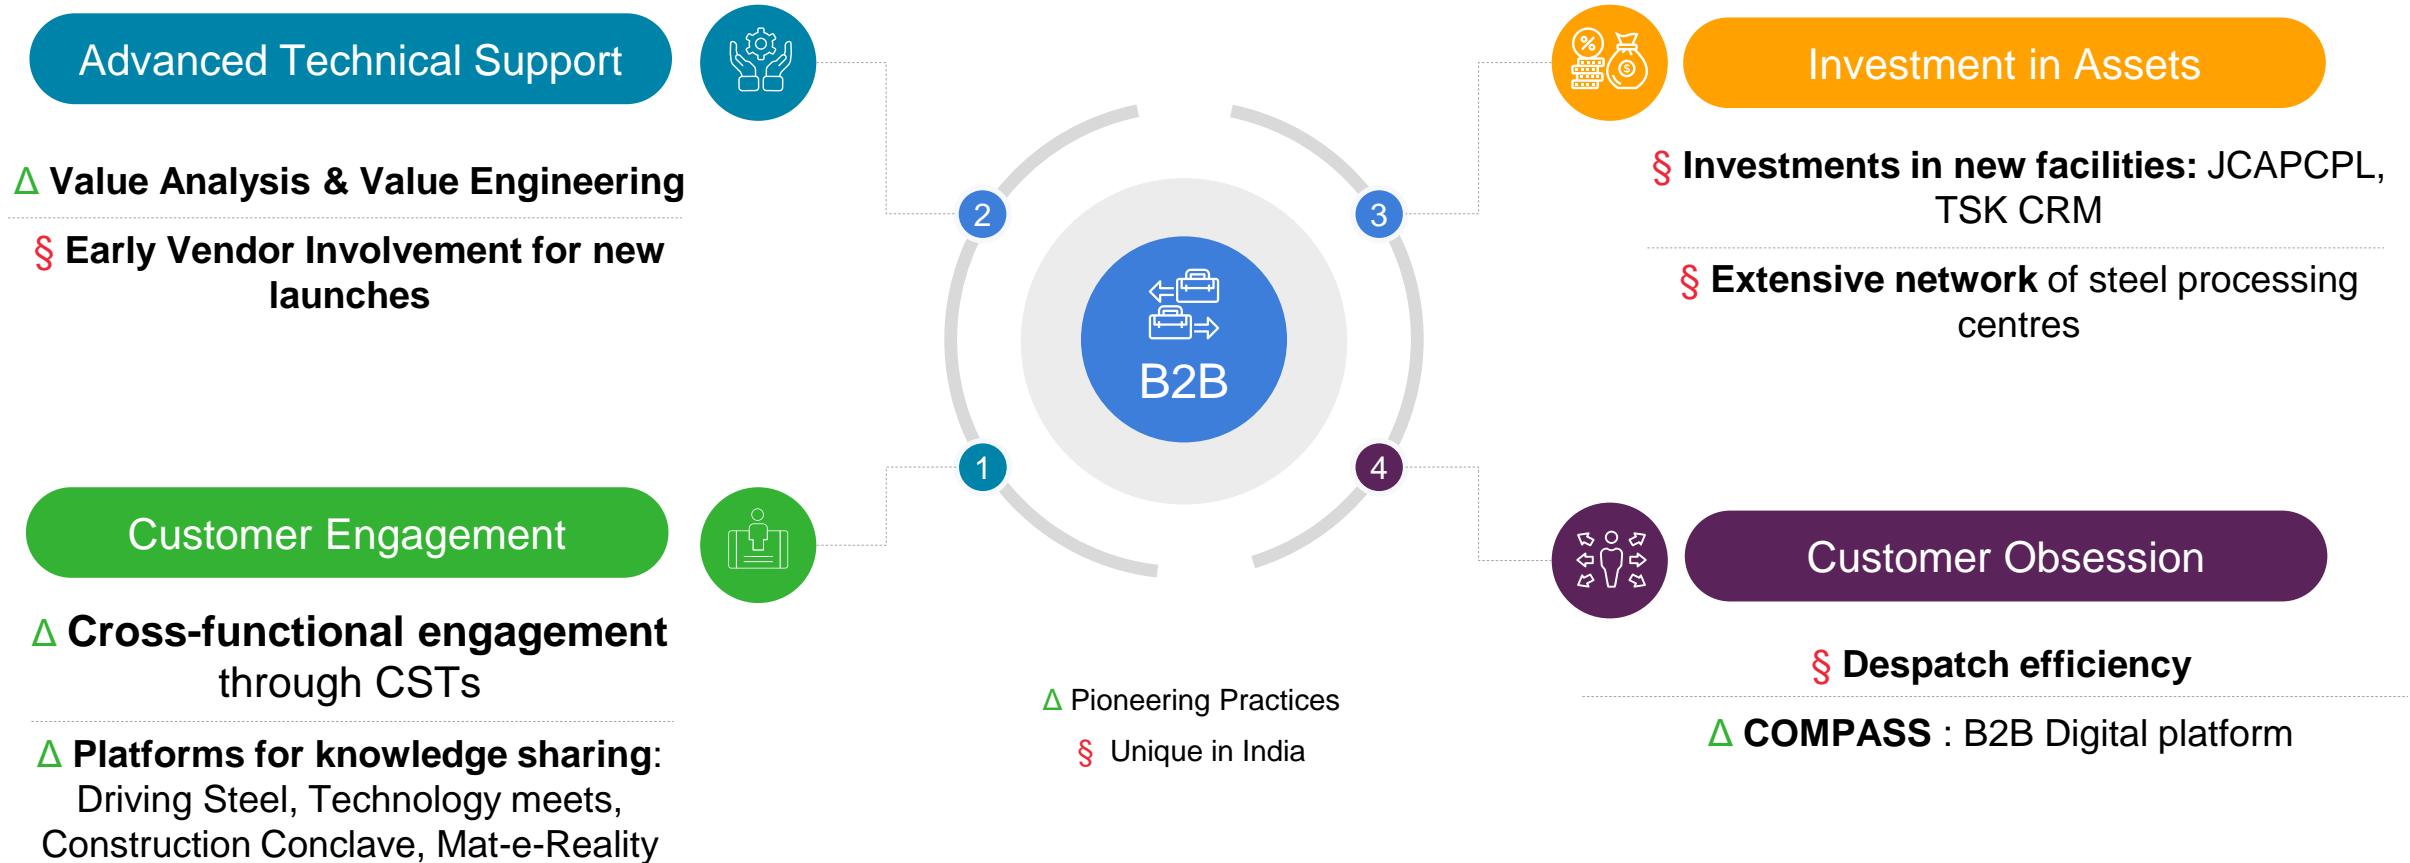 Advanced Technical Support
Δ Value Analysis & Value Engineering
§ Early Vendor Involvement for new
launches
Investment in Assets
§ Investments in new facilities: JCAPCPL,
TSK CRM
§ Extensive network of steel processing
centres
2
3
B2B
1
4
Customer Engagement
Δ Cross-functional engagement
through CSTs
Δ Platforms for knowledge sharing:
Driving Steel, Technology meets,
Construction Conclave, Mat-e-Reality
Δ Pioneering Practices
§ Unique in India
Customer Obsession
§ Despatch efficiency
Δ COMPASS : B2B Digital platform